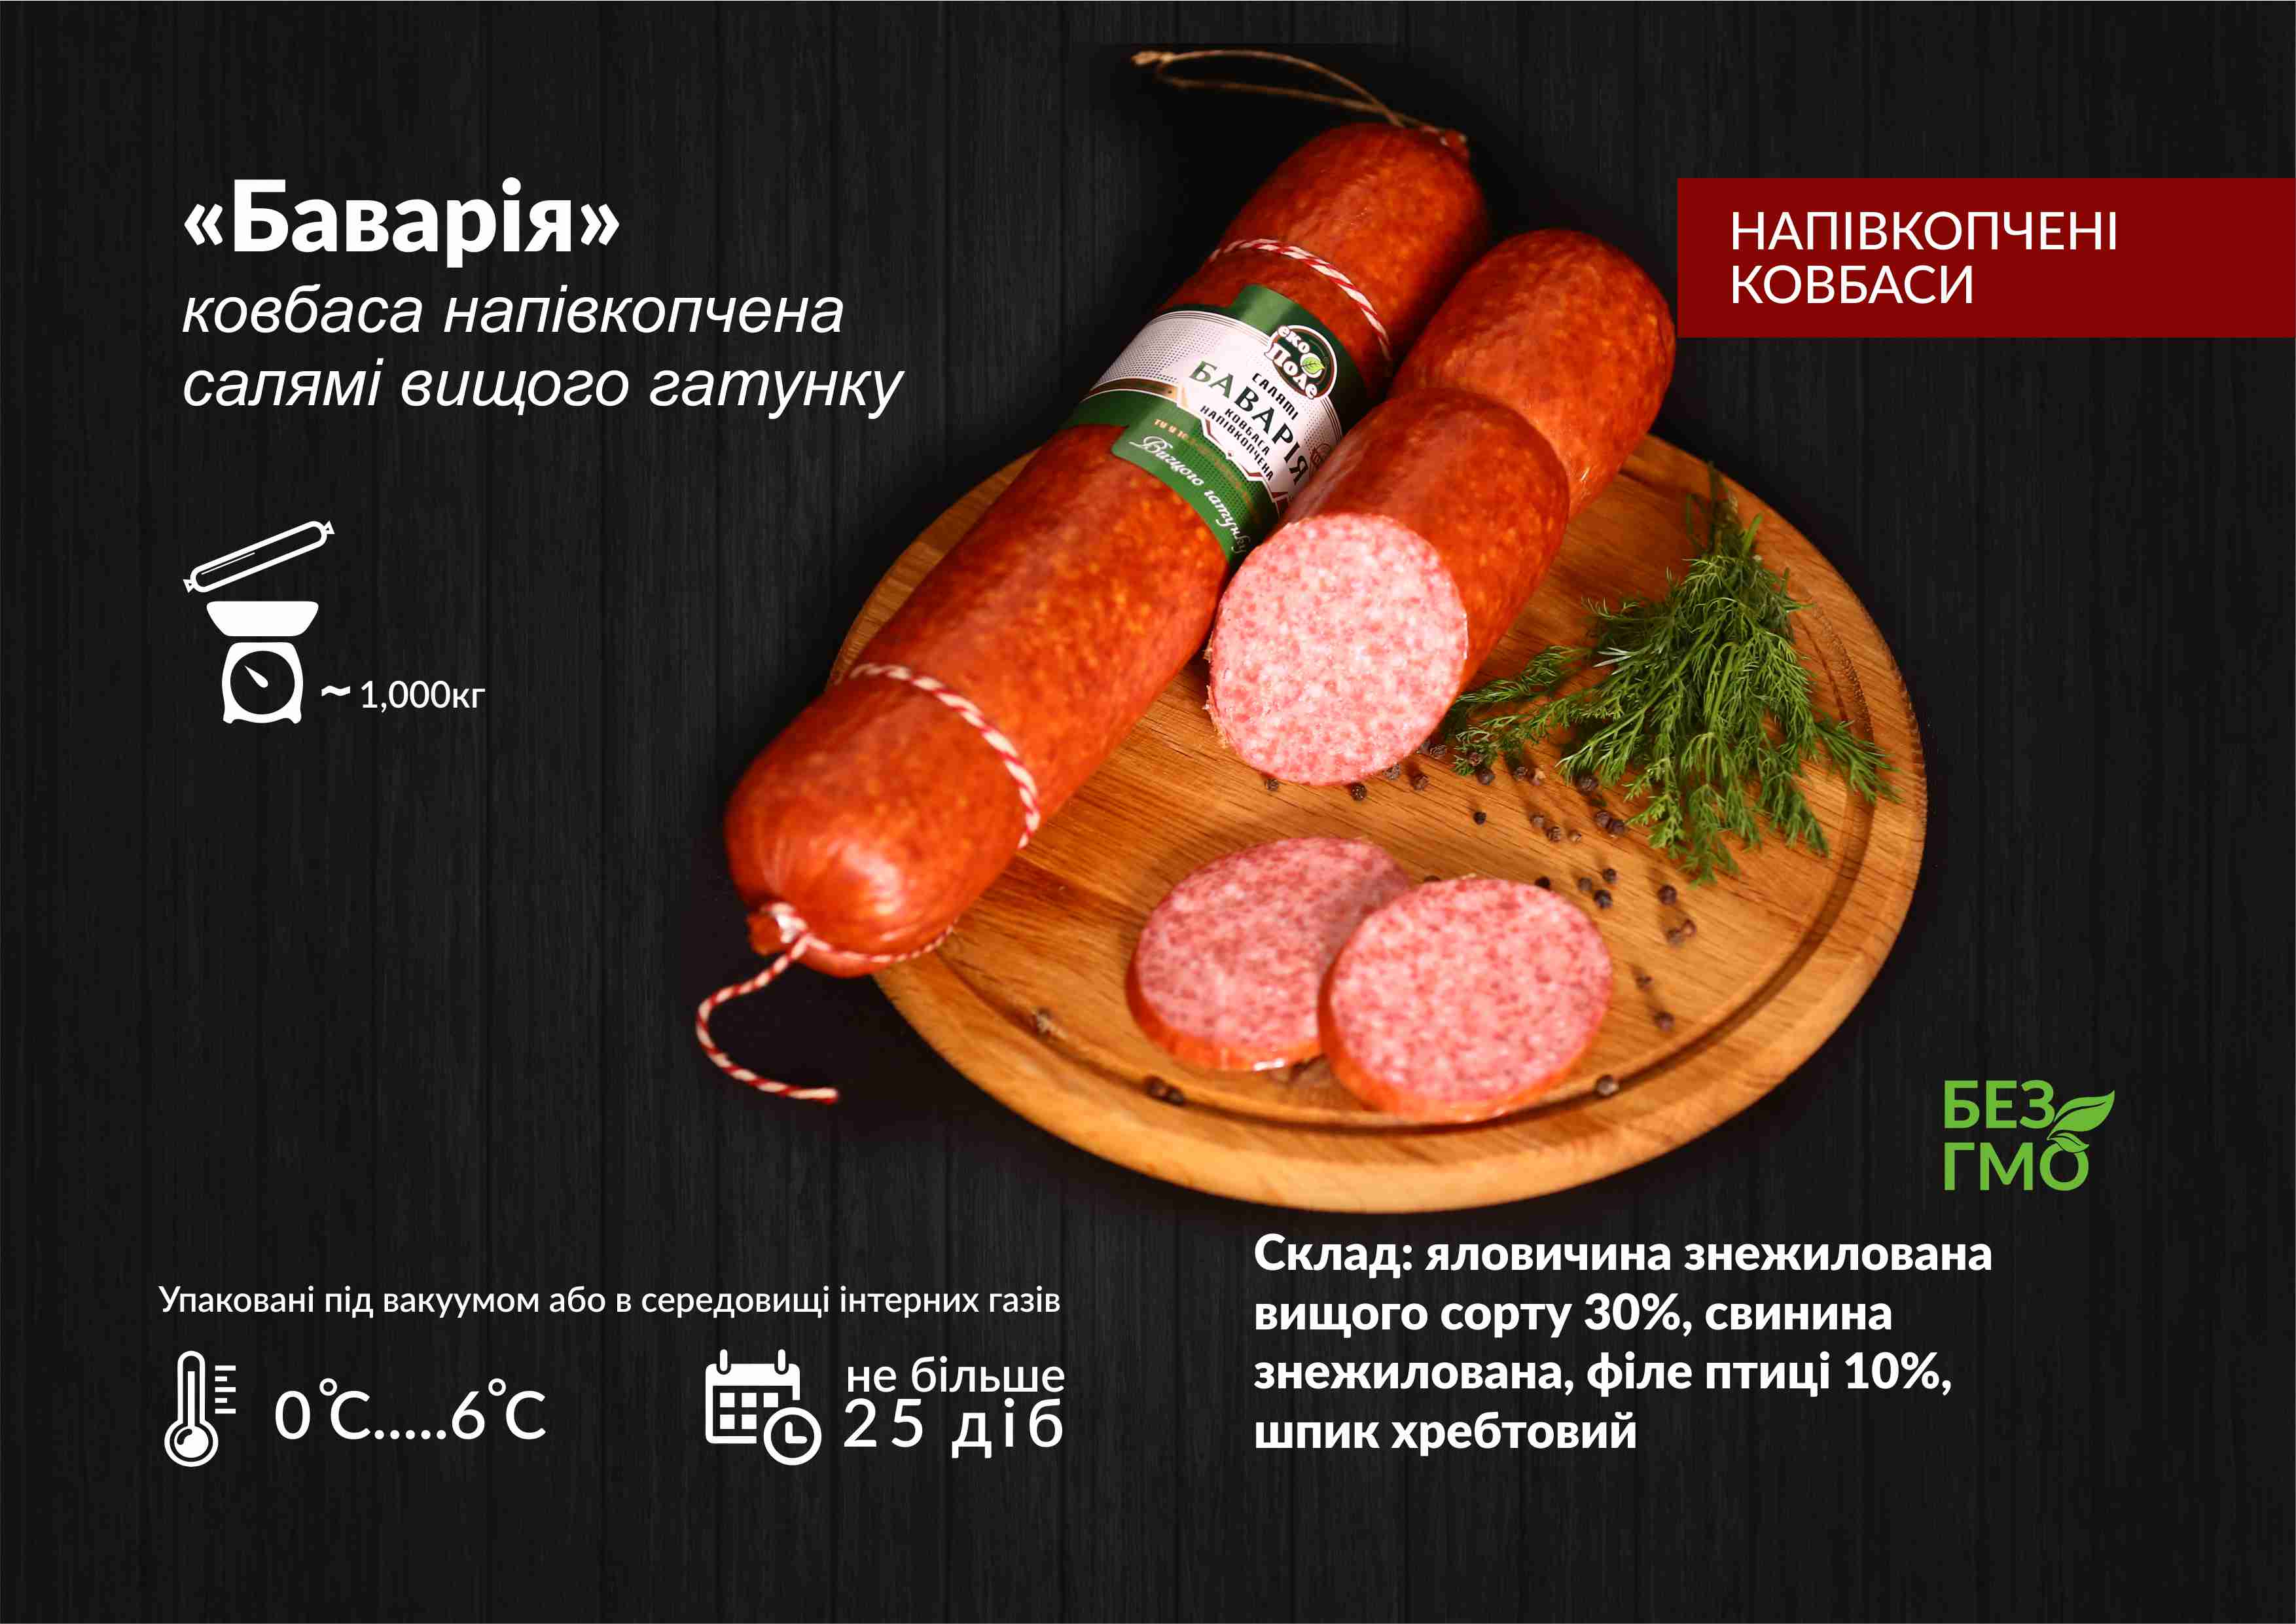 «Баварія»
ковбаса напівкопчена
салямі вищого гатунку
НАПІВКОПЧЕНІ
КОВБАСИ
еко
Поле
САЛЯМІ
БАВАРІЯ
КОВБАСА
НАПІВКОПЧЕНА
Вищого гатунку
~ 1,000кг
БЕЗ
ГМО
Склад: яловичина знежилована
вищого сорту 30%, свинина
знежилована, філе птиці 10%,
шпик хребтовий
Упаковані під вакуумом або в середовищі інтерних газів
0°С.....6°С
не більше
25 діб